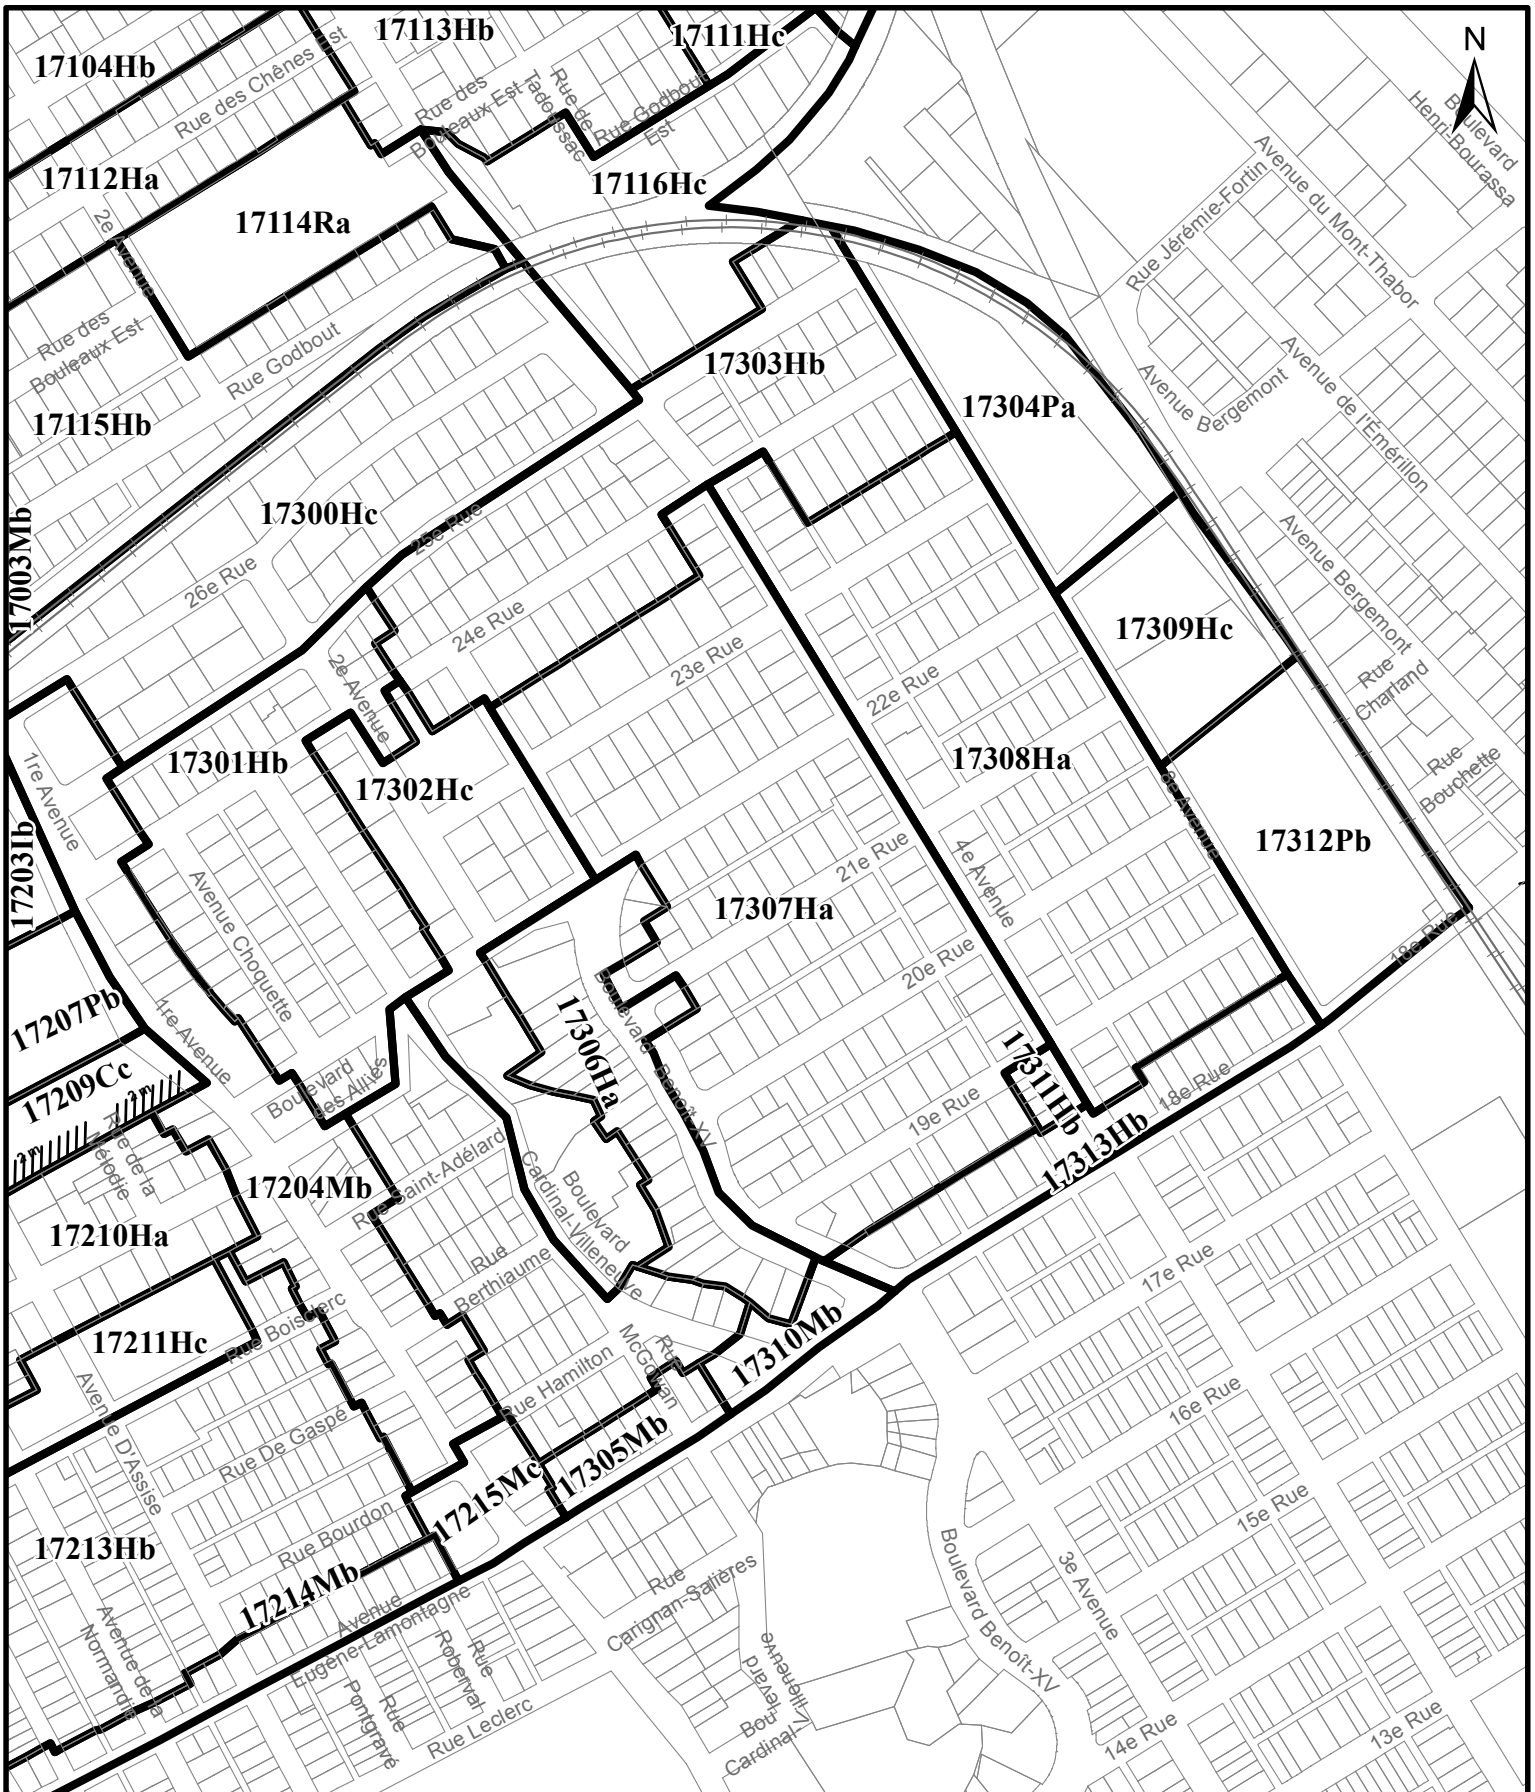 17113Hb
17111Hc
N
17104Hb
Rue des Chênes Est
Rue des
Bouleaux Est
Rue de
Tadoussac
Rue Godbout
Est
Boulevard
Henri-Bourassa
17112Ha
17116Hc
Avenue du Mont-Thabor
Rue Jérémie-Fortin
17114Ra
2e Avenue
Rue des
Bouleaux Est
Rue Godbout
17303Hb
17304Pa
Avenue Bergemont
Avenue de l'Émérillon
17115Hb
17300Hc
25e Rue
17003Mb
26e Rue
Avenue Bergemont
24e Rue
17309Hc
23e Rue
22e Rue
2e Avenue
Rue
Charland
17301Hb
17302Hc
17308Ha
Rue
Bouchette
1re Avenue
8e Avenue
17312Pb
17203Ib
21e Rue
4e Avenue
Avenue Choquette
17307Ha
18e Rue
20e Rue
17207Pb
1re Avenue
17306Ha
Boulevard
Benoît-XV
17209Cc
Boulevard
des Alliés
17311Hb
19e Rue
18e Rue
Rue de la
Mélodie
17313Hb
17204Mb
Rue Saint-Adélard
Boulevard
Cardinal-Villeneuve
17210Ha
Rue
Berthiaume
17e Rue
17211Hc
Rue Boisclerc
17310Mb
Rue
McGowan
Rue Hamilton
16e Rue
Avenue D'Assise
Rue De Gaspé
17305Mb
17215Mc
15e Rue
17213Hb
Rue Bourdon
17214Mb
Avenue
Eugène-Lamontagne
Rue
Carignan-Salières
Boulevard Benoît-XV
3e Avenue
Avenue de la
Normandie
Rue
Roberval
Rue
Pontgravé
Rue Leclerc
Boulevard
Cardinal-Villeneuve
14e Rue
13e Rue